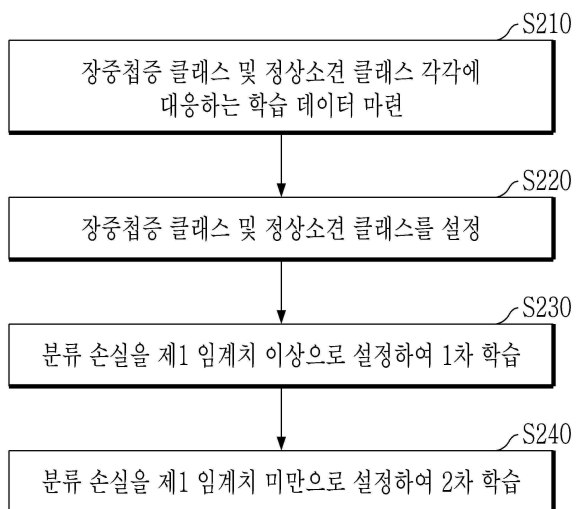 S210
장중첩증 클래스 및 정상소견 클래스 각각에
대응하는 학습 데이터 마련
S220
장중첩증 클래스 및 정상소견 클래스를 설정
S230
분류 손실을 제1 임계치 이상으로 설정하여 1차 학습
S240
분류 손실을 제1 임계치 미만으로 설정하여 2차 학습